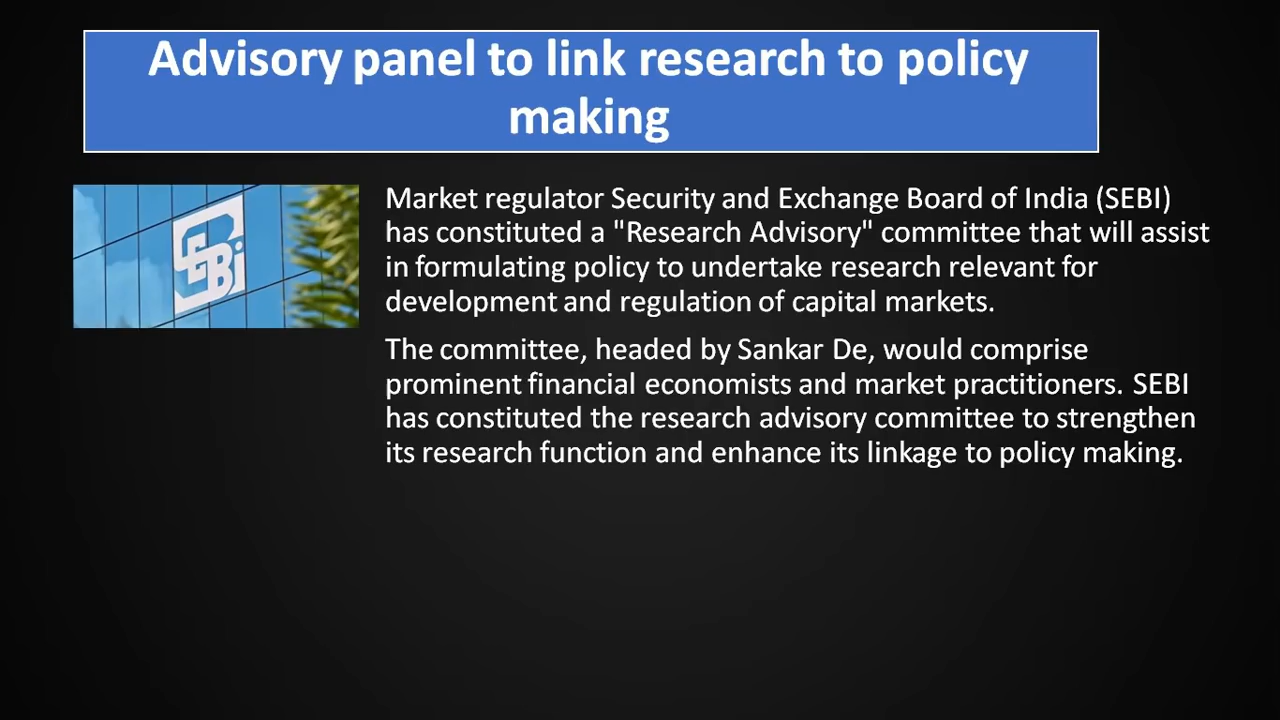 Advisory panel to link research to policy
making
SEBi
Market regulator Security and Exchange Board of India (SEBI)
has constituted a "Research Advisory" committee that will assist
in formulating policy to undertake research relevant for
development and regulation of capital markets.
The committee, headed by Sankar De, would comprise
prominent financial economists and market practitioners. SEBI
has constituted the research advisory committee to strengthen
its research function and enhance its linkage to policy making.